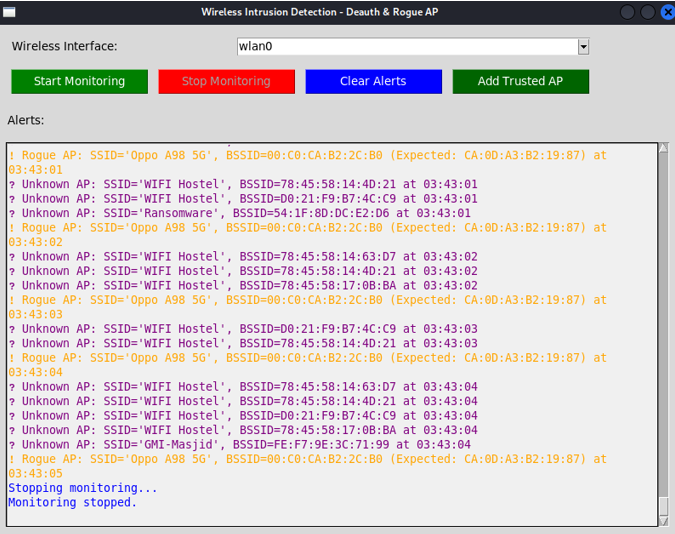 Wireless Intrusion Detection - Deauth & Rogue AP
Wireless Interface:
wlan0
Start Monitoring
Stop Monitoring
Clear Alerts
Add Trusted AP
Alerts:
! Rogue AP: SSID='Oppo A98 5G', BSSID=00:C0:CA:B2:2C:B0 (Expected: CA:0D:A3:B2:19:87) at
03:43:01
? Unknown AP: SSID='WIFI Hostel', BSSID=78:45:58:14:4D:21 at 03:43:01
? Unknown AP: SSID='WIFI Hostel', BSSID=D0:21:F9:B7:4C:C9 at 03:43:01
? Unknown AP: SSID='Ransomware', BSSID=54:1F:8D:DC:E2:D6 at 03:43:01
! Rogue AP: SSID='Oppo A98 5G', BSSID=00:C0:CA:B2:2C:B0 (Expected: CA:0D:A3:B2:19:87) at
03:43:02
? Unknown AP: SSID='WIFI Hostel', BSSID=78:45:58:14:63:D7 at 03:43:02
? Unknown AP: SSID='WIFI Hostel', BSSID=78:45:58:14:4D:21 at 03:43:02
? Unknown AP: SSID='WIFI Hostel', BSSID=78:45:58:17:0B:BA at 03:43:02
! Rogue AP: SSID='Oppo A98 5G', BSSID=00:C0:CA:B2:2C:B0 (Expected: CA:0D:A3:B2:19:87) at
03:43:03
? Unknown AP: SSID='WIFI Hostel', BSSID=D0:21:F9:B7:4C:C9 at 03:43:03
? Unknown AP: SSID='WIFI Hostel', BSSID=78:45:58:14:4D:21 at 03:43:03
! Rogue AP: SSID='Oppo A98 5G', BSSID=00:C0:CA:B2:2C:B0 (Expected: CA:0D:A3:B2:19:87) at
03:43:04
? Unknown AP: SSID='WIFI Hostel', BSSID=78:45:58:14:63:D7 at 03:43:04
? Unknown AP: SSID='WIFI Hostel', BSSID=78:45:58:14:4D:21 at 03:43:04
? Unknown AP: SSID='WIFI Hostel', BSSID=D0:21:F9:B7:4C:C9 at 03:43:04
? Unknown AP: SSID='WIFI Hostel', BSSID=78:45:58:17:0B:BA at 03:43:04
? Unknown AP: SSID='GMI-Masjid', BSSID=FE:F7:9E:3C:71:99 at 03:43:04
! Rogue AP: SSID='Oppo A98 5G', BSSID=00:C0:CA:B2:2C:B0 (Expected: CA:0D:A3:B2:19:87) at
03:43:05
Stopping monitoring...
Monitoring stopped.